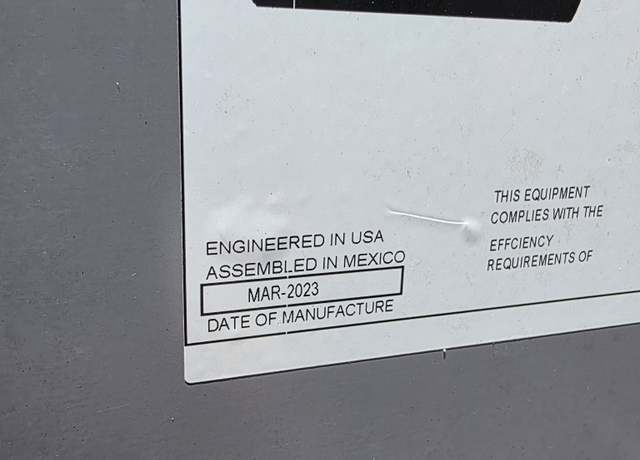 ENGINEERED IN USA
ASSEMBLED IN MEXICO
MAR-2023
DATE OF MANUFACTURE
THIS EQUIPMENT
COMPLIES WITH THE
EFFCIENCY
REQUIREMENTS OF